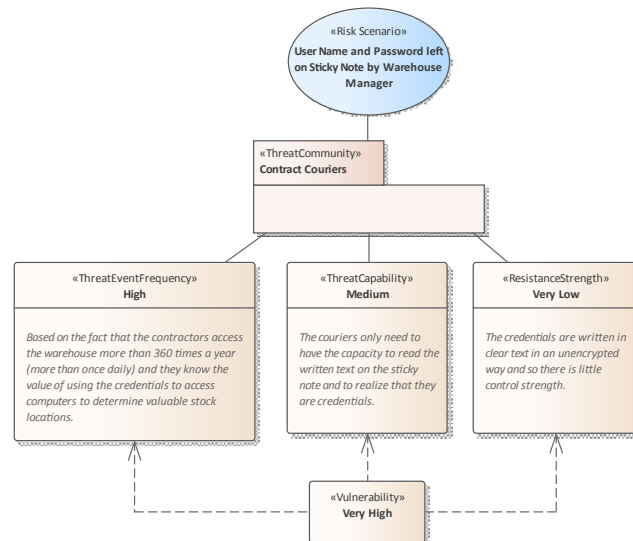 «Risk Scenario»
User Name and Password left
on Sticky Note by Warehouse
Manager
«ThreatCommunity»
Contract Couriers
«ThreatEventFrequency»
High
Based on the fact that the contractors access
the warehouse more than 360 times a year
(more than once daily) and they know the
value of using the credentials to access
computers to determine valuable stock
locations.
«ThreatCapability»
Medium
The couriers only need to
have the capacity to read the
written text on the sticky
note and to realize that they
are credentials.
«ResistanceStrength»
Very Low
The credentials are written in
clear text in an unencrypted
way and so there is little
control strength.
«Vulnerability»
Very High